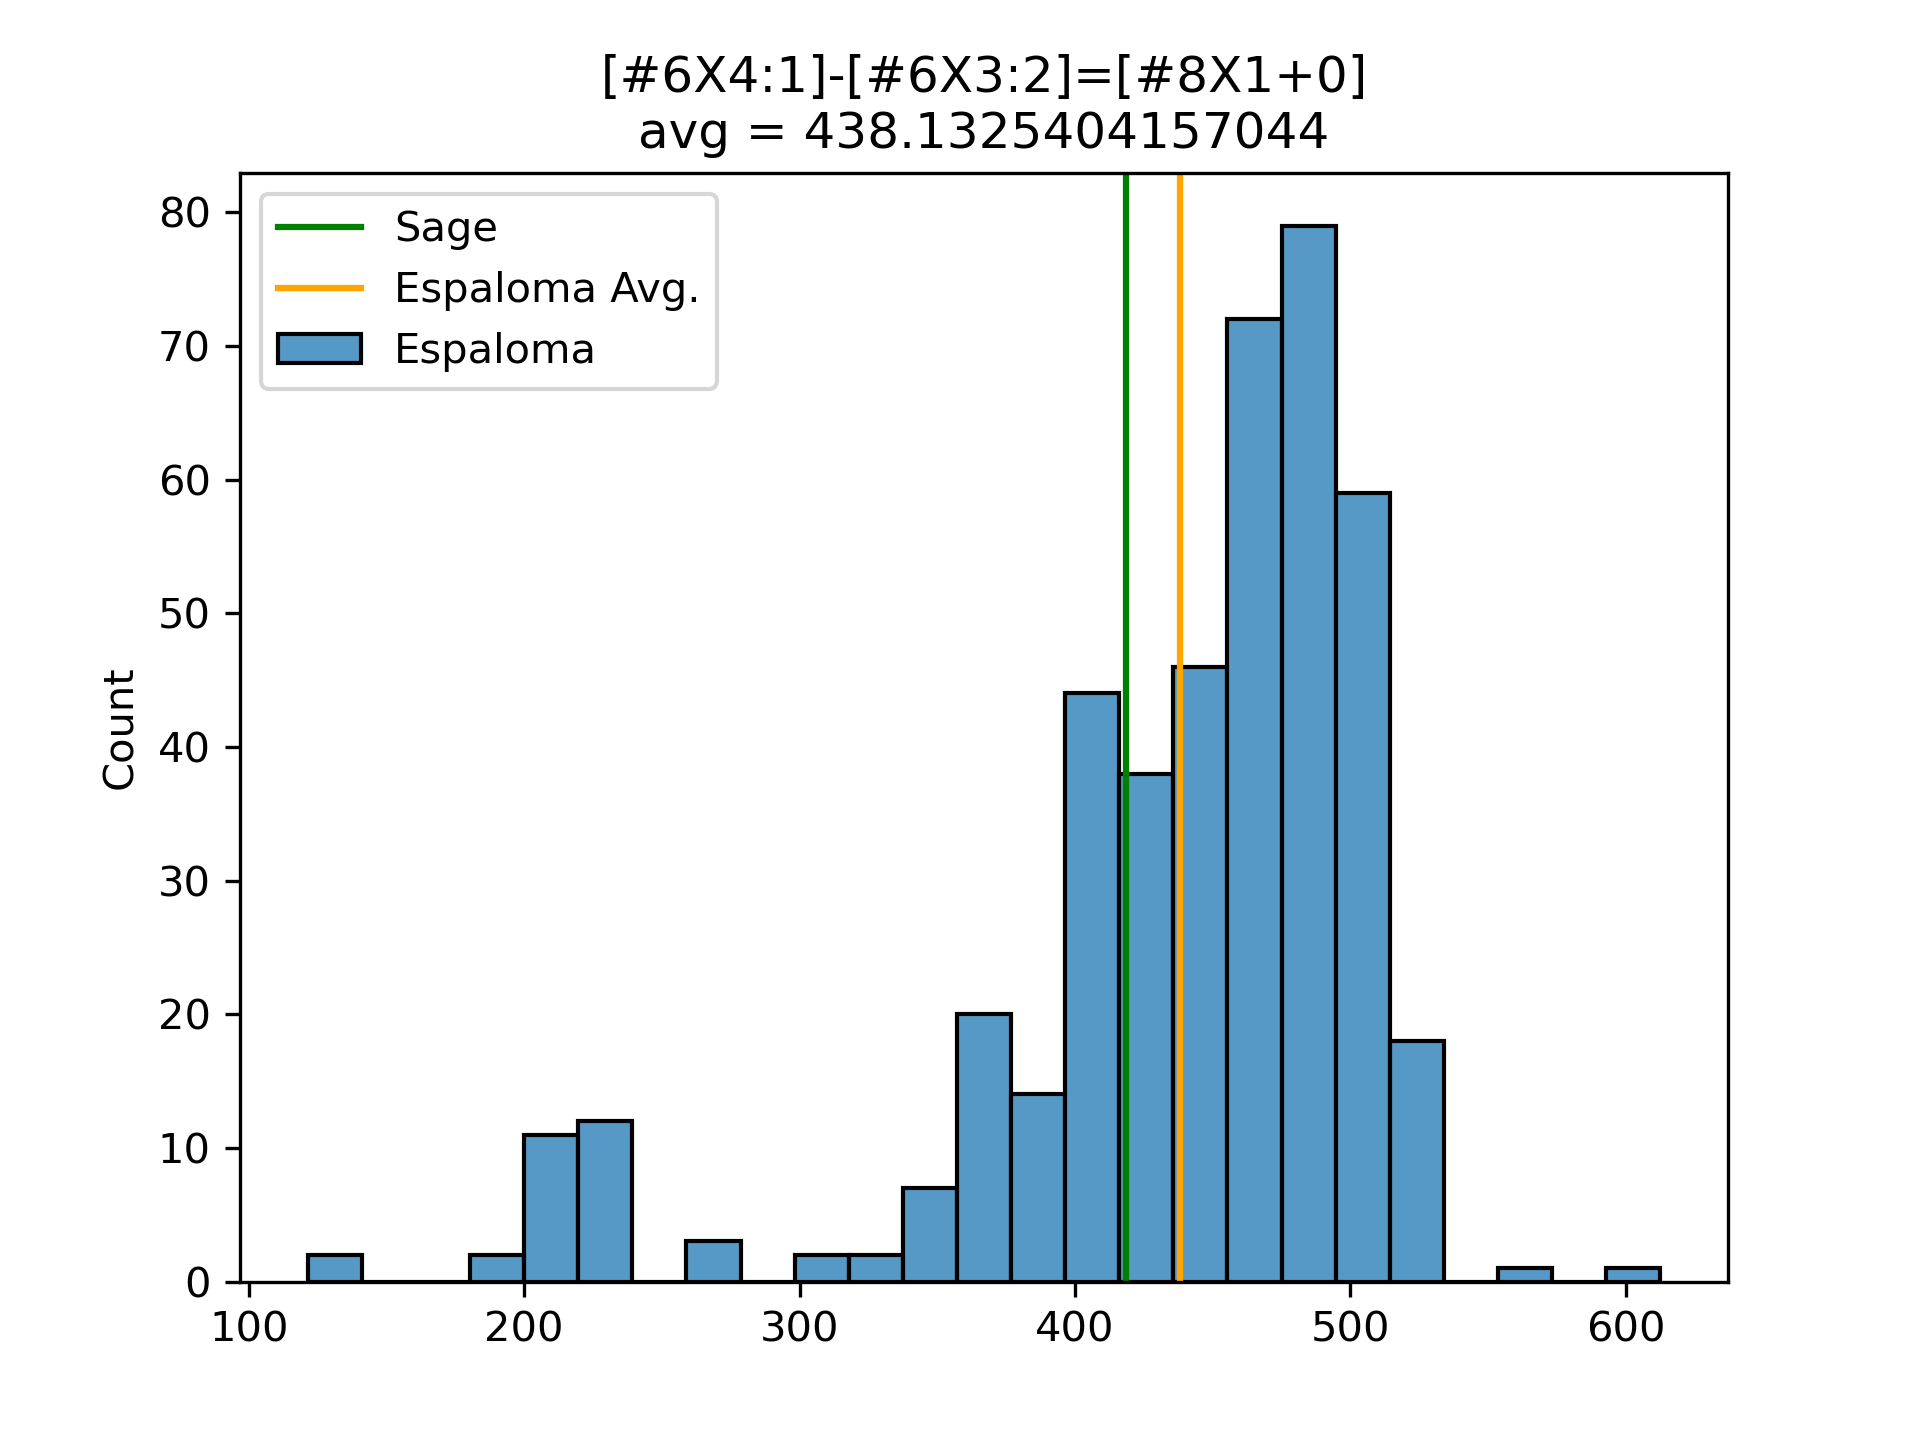 [#6X4:1]-[#6X3:2]=[#8X1+0]
avg = 438.1325404157044
Sage
Espaloma Avg.
Espaloma
Count
80
70
60
50
40
30
20
10
0
100 200 300 400 500 600